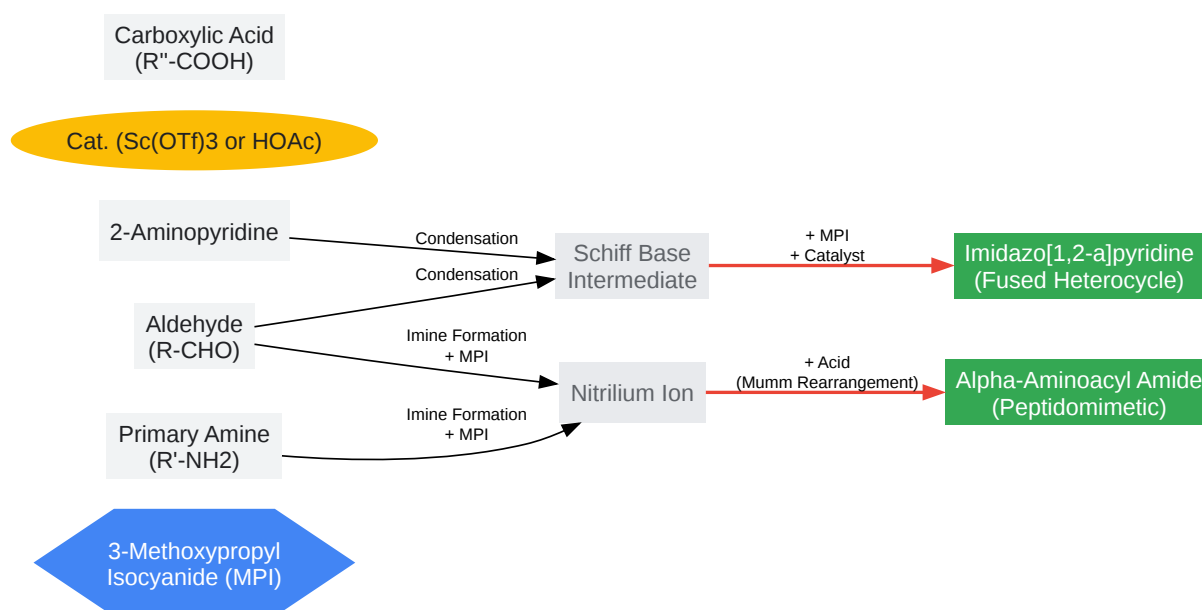 Carboxylic Acid
(R"-COOH)
Cat. (Sc(OTf)3 or HOAc)
2-Aminopyridine
Condensation
Condensation
Schiff Base
Intermediate
+ MPI
+ Catalyst
Imidazo[1,2-a]pyridine
(Fused Heterocycle)
Aldehyde
(R-CHO)
Imine Formation
+ MPI
Nitrilium Ion
+ Acid
(Mumm Rearrangement)
Alpha-Aminoacyl Amide
(Peptidomimetic)
Imine Formation
+ MPI
Primary Amine
(R'-NH2)
3-Methoxypropyl
Isocyanide (MPI)